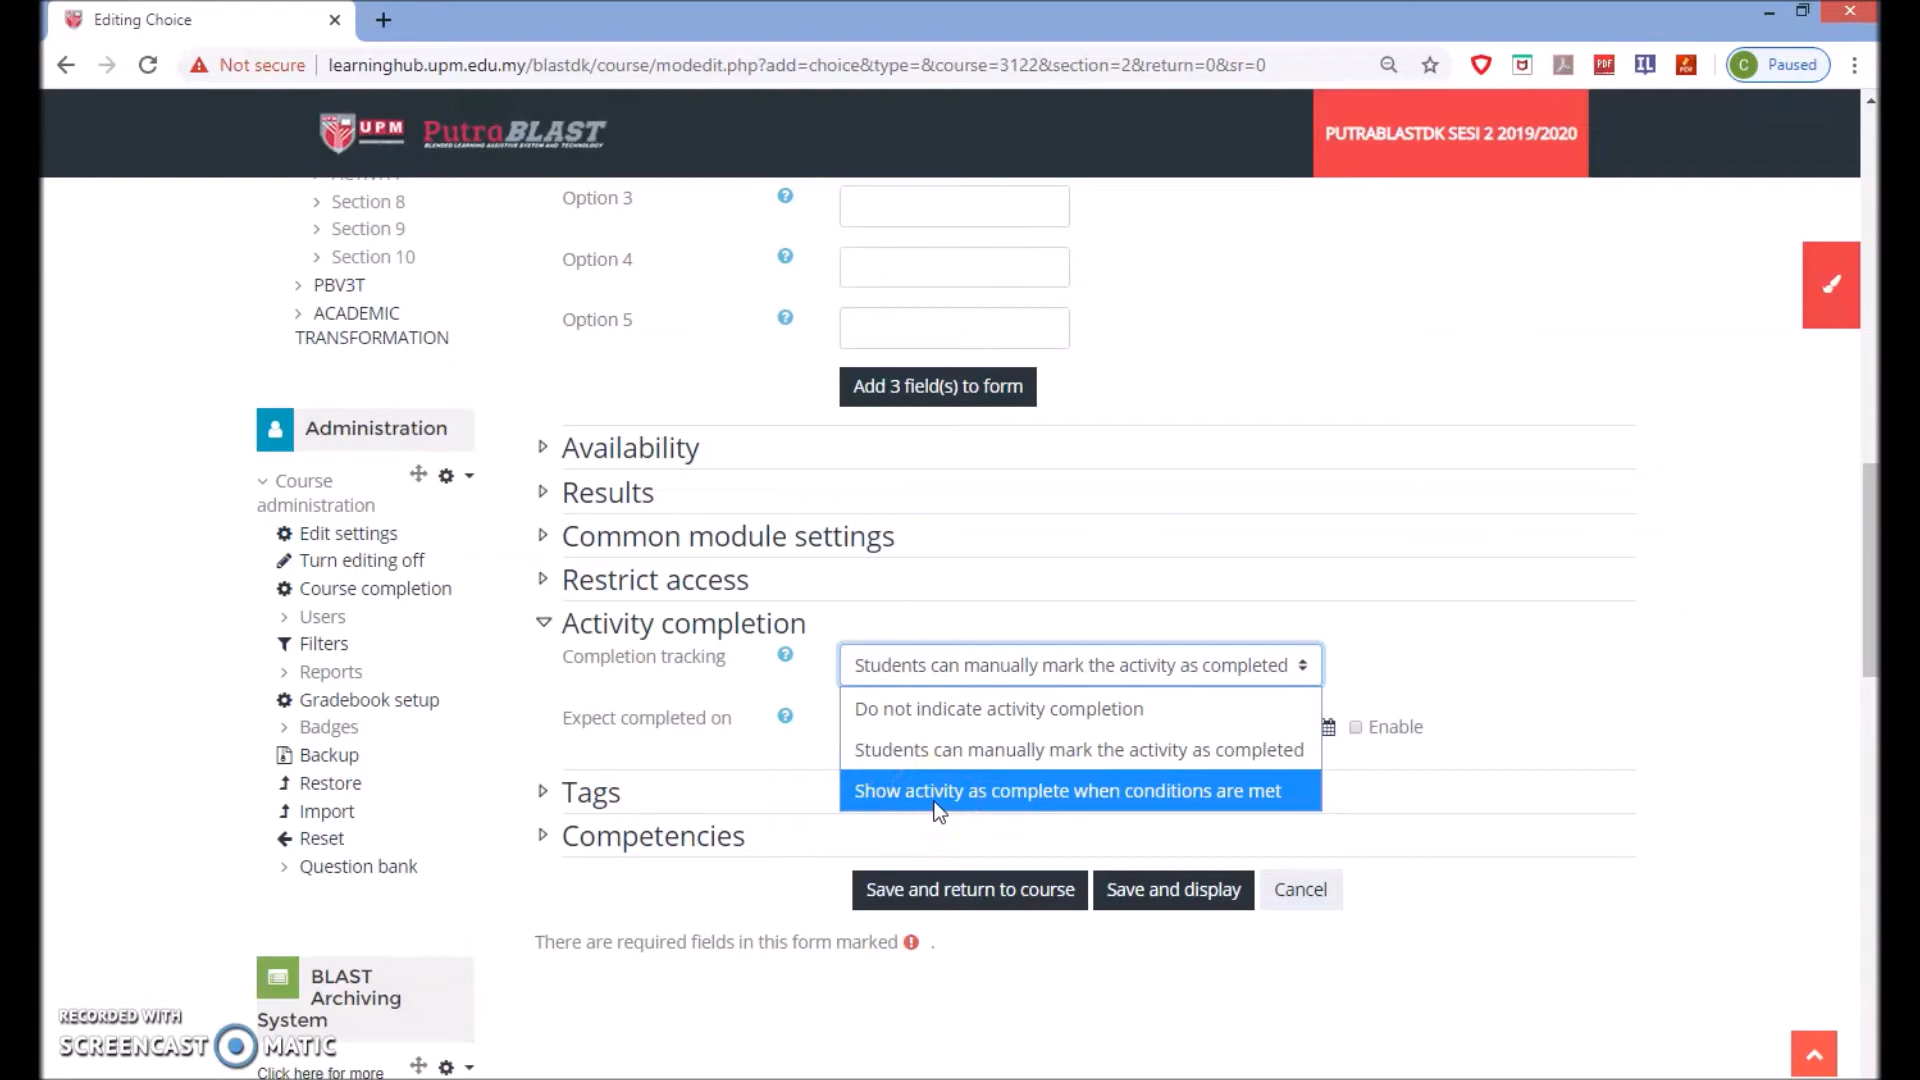 Editing Choice
Not secure
learninghub.upm.edu.my/blastdk/course/modedit.php?add=choice&type=&course=3122&section=2&return=0&sr=0
PDF
IL
C
Paused
UPM
PutraBLAST
BLENDED LEARNING ASSISTIVE SYSTEM AND TECHNOLOGY
PUTRABLASTDK SESI 2 2019/2020
Section 8
Section 9
Section 10
PBV3T
ACADEMIC
TRANSFORMATION
Option 3
Option 4
Option 5
Add 3 field(s) to form
Administration
Course
administration
Edit settings
Turn editing off
Course completion
Users
Filters
Reports
Gradebook setup
Badges
Backup
Restore
Import
Reset
Question bank
Availability
Results
Common module settings
Restrict access
Activity completion
Completion tracking
Students can manually mark the activity as completed
Do not indicate activity completion
Students can manually mark the activity as completed
Show activity as complete when conditions are met
Expect completed on
Enable
Tags
Competencies
Save and return to course
Save and display
Cancel
There are required fields in this form marked .
BLAST
Archiving
System
Click here for more
RECORDED WITH
SCREENCAST MATIC